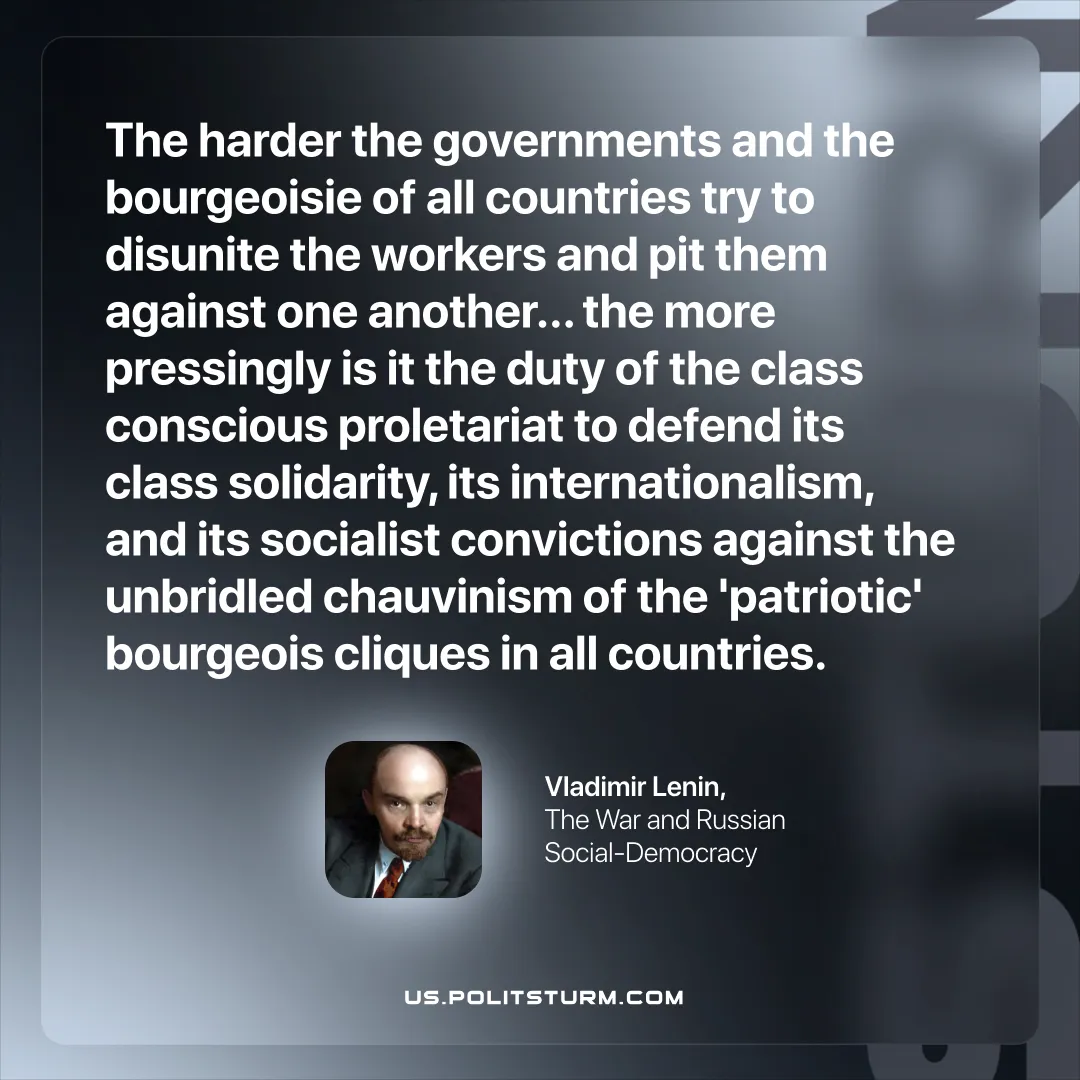 The harder the governments and the
bourgeoisie of all countries try to
disunite the workers and pit them
against one another... the more
pressingly is it the duty of the class
conscious proletariat to defend its
class solidarity, its internationalism,
and its socialist convictions against the
unbridled chauvinism of the 'patriotic'
bourgeois cliques in all countries.
Vladimir Lenin,
The War and Russian
Social-Democracy
US.POLITSTURM.COM